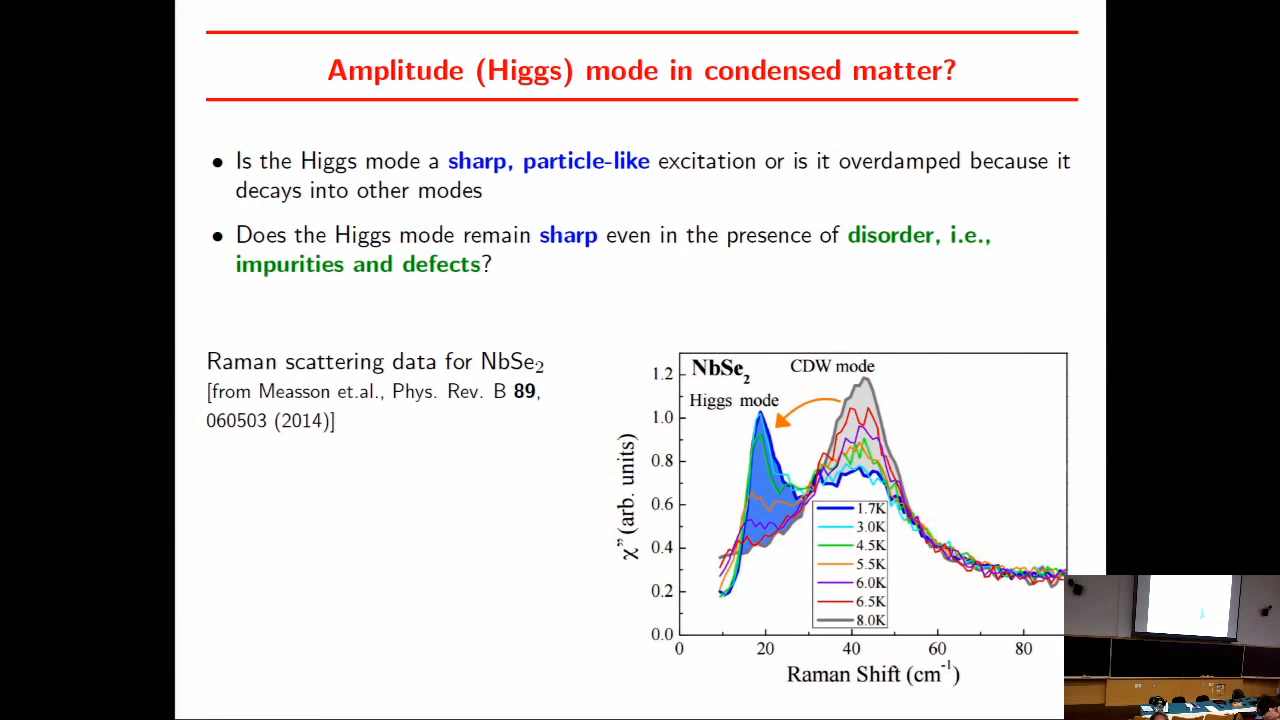 Amplitude (Higgs) mode in condensed matter?
• Is the Higgs mode a sharp, particle-like excitation or is it overdamped because it
decays into other modes
• Does the Higgs mode remain sharp even in the presence of disorder, i.e.,
impurities and defects?
Raman scattering data for NbSe₂
[from Measson et.al., Phys. Rev. B 89,
060503 (2014)]
NbSe₂
CDW mode
Higgs mode
χ” (arb. units)
1.2
1.0
0.8
0.6
0.4
0.2
0.0
1.7K
3.0K
4.5K
5.5K
6.0K
6.5K
8.0K
0 20 40 60 80
Raman Shift (cm⁻¹)